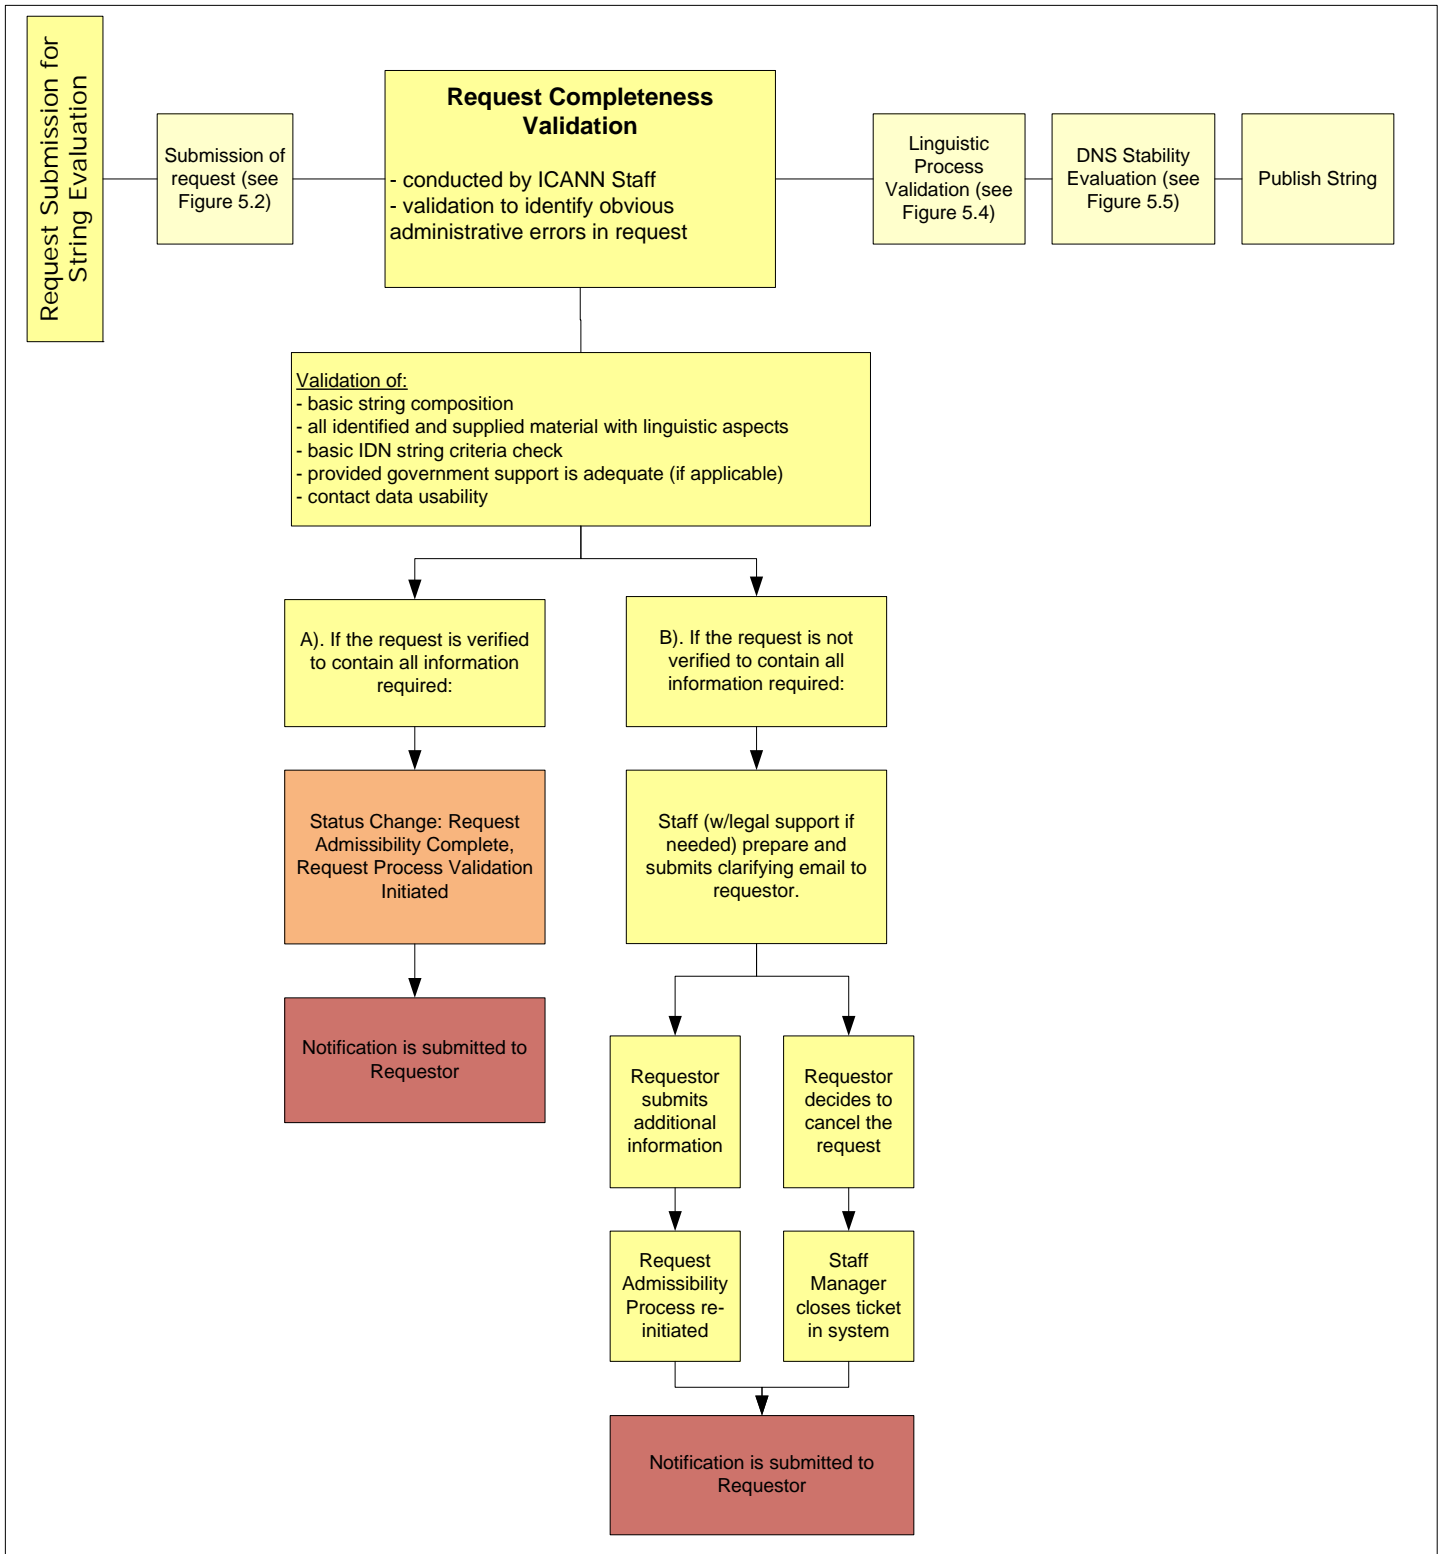 Request Submission for
String Evaluation
Submission of
request (see
Figure 5.2)
Request Completeness
Validation
- conducted by ICANN Staff
- validation to identify obvious
administrative errors in request
Linguistic
Process
Validation (see
Figure 5.4)
DNS Stability
Evaluation (see
Figure 5.5)
Publish String
Validation of:
- basic string composition
- all identified and supplied material with linguistic aspects
- basic IDN string criteria check
- provided government support is adequate (if applicable)
- contact data usability
A). If the request is verified
to contain all information
required:
B). If the request is not
verified to contain all
information required:
Status Change: Request
Admissibility Complete,
Request Process Validation
Initiated
Staff (w/legal support if
needed) prepare and
submits clarifying email to
requestor.
Notification is submitted to
Requestor
Requestor
submits
additional
information
Requestor
decides to
cancel the
request
Request
Admissibility
Process re-
initiated
Staff
Manager
closes ticket
in system
Notification is submitted to
Requestor